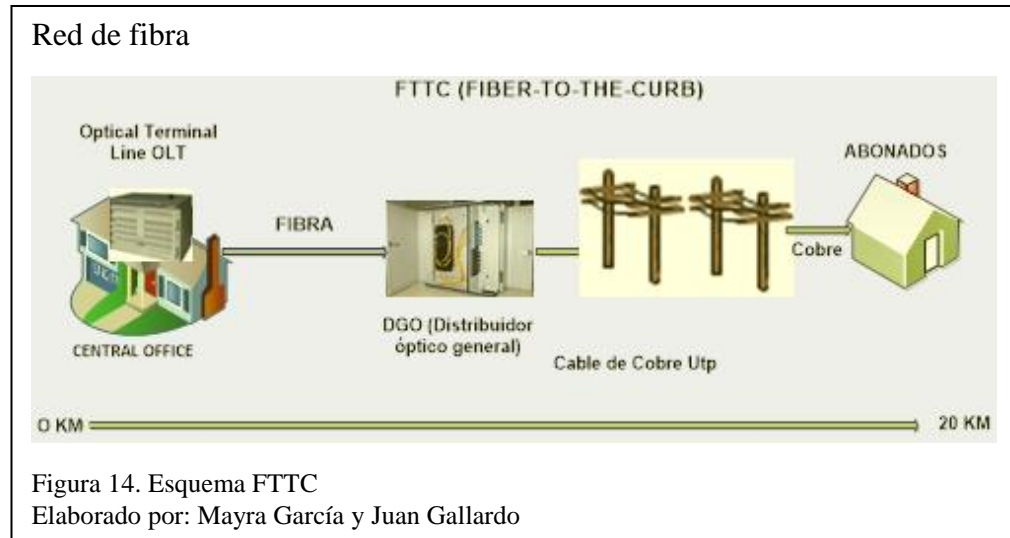 Red de fibra
FTTC (FIBER-TO-THE-CURB)
Optical Terminal
Line OLT
ABONADOS
FIBRA
Cobre
DGO (Distribuidor
óptico general)
CENTRAL OFFICE
Cable de Cobre Utp
O KM
20 KM
Figura 14. Esquema FTTC
Elaborado por: Mayra García y Juan Gallardo